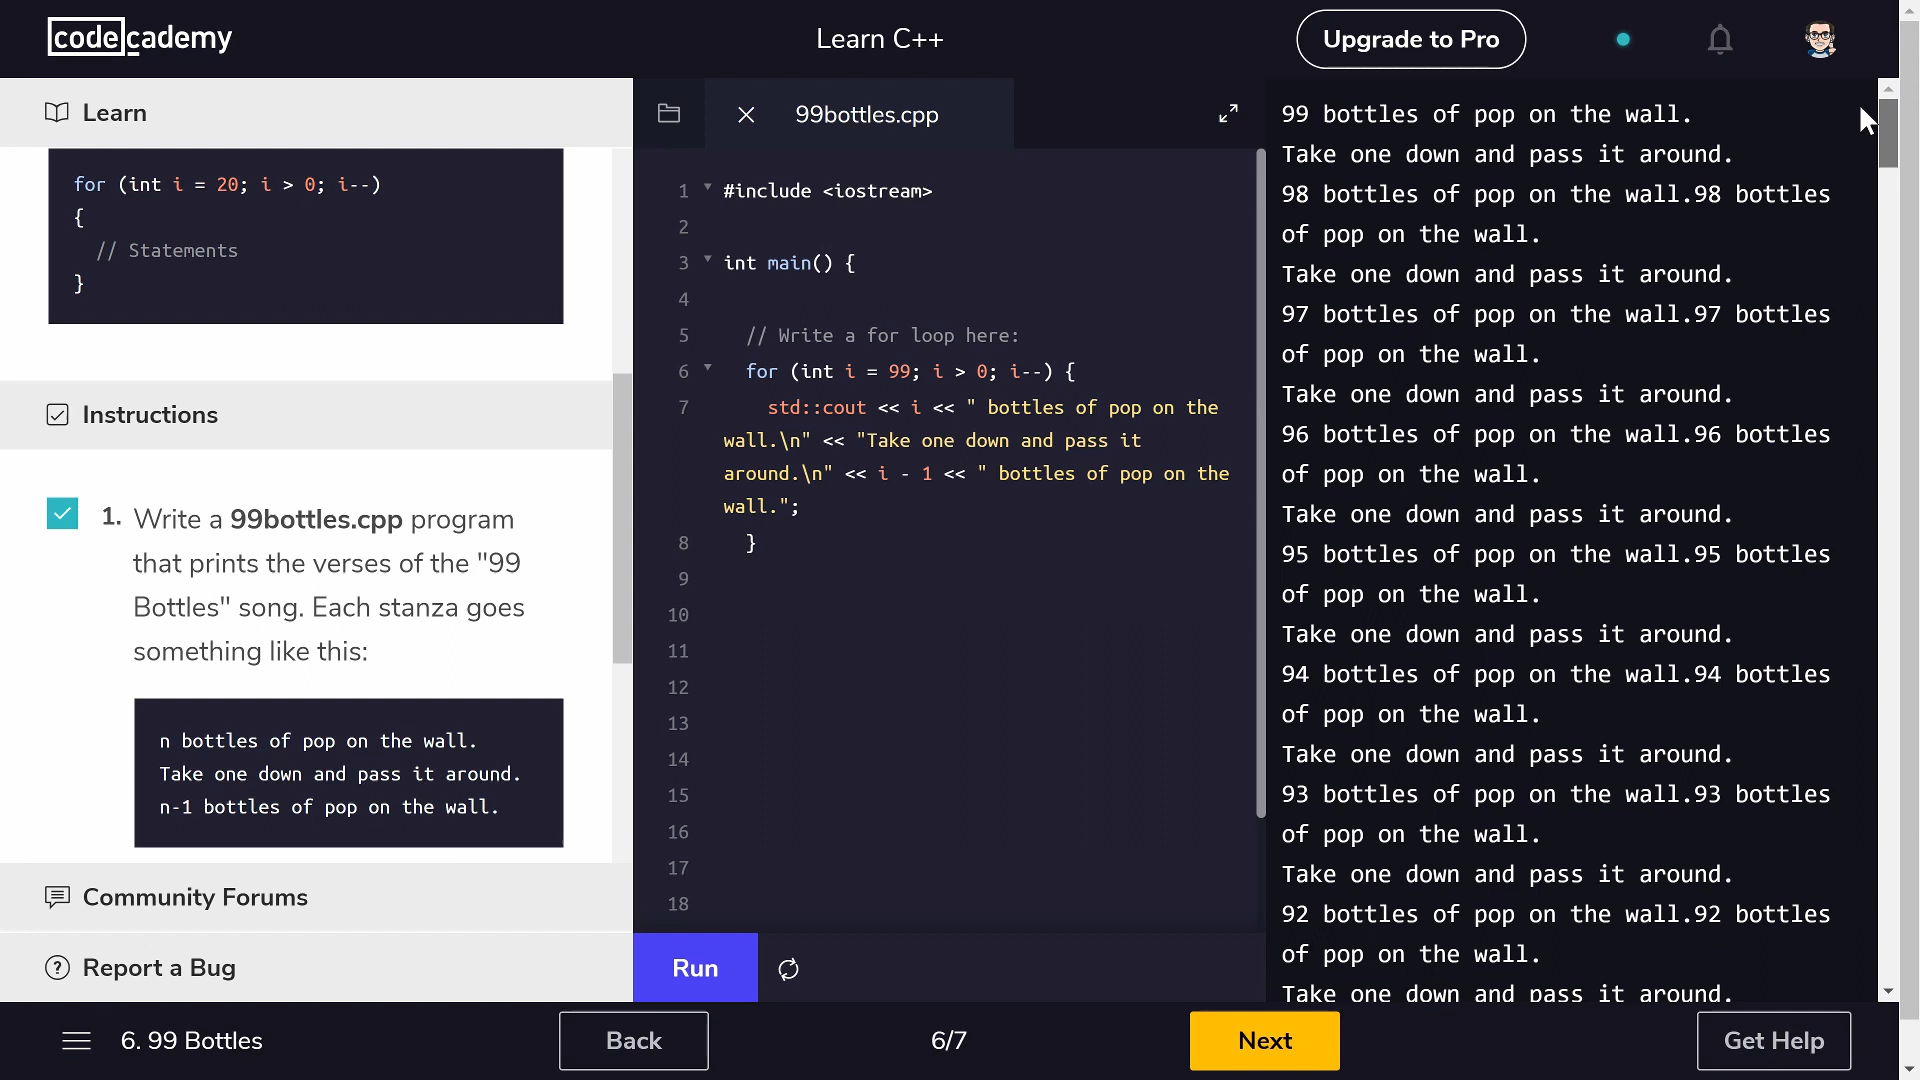 codecademy
Learn C++
Upgrade to Pro
Learn
for (int i = 20; i > 0; i--)
{
// Statements
}
Instructions
1. Write a 99bottles.cpp program
that prints the verses of the "99
Bottles" song. Each stanza goes
something like this:
n bottles of pop on the wall.
Take one down and pass it around.
n-1 bottles of pop on the wall.
Community Forums
Report a Bug
99bottles.cpp
1 #include <iostream>
2
3 int main() {
4
5 // Write a for loop here:
6 for (int i = 99; i > 0; i--) {
7 std::cout << i << " bottles of pop on the
wall.\n" << "Take one down and pass it
around.\n" << i - 1 << " bottles of pop on the
wall.";
8 }
9
10
11
12
13
14
15
16
17
18
Run
99 bottles of pop on the wall.
Take one down and pass it around.
98 bottles of pop on the wall.98 bottles
of pop on the wall.
Take one down and pass it around.
97 bottles of pop on the wall.97 bottles
of pop on the wall.
Take one down and pass it around.
96 bottles of pop on the wall.96 bottles
of pop on the wall.
Take one down and pass it around.
95 bottles of pop on the wall.95 bottles
of pop on the wall.
Take one down and pass it around.
94 bottles of pop on the wall.94 bottles
of pop on the wall.
Take one down and pass it around.
93 bottles of pop on the wall.93 bottles
of pop on the wall.
Take one down and pass it around.
92 bottles of pop on the wall.92 bottles
of pop on the wall.
Take one down and pass it around.
6. 99 Bottles
Back
6/7
Next
Get Help